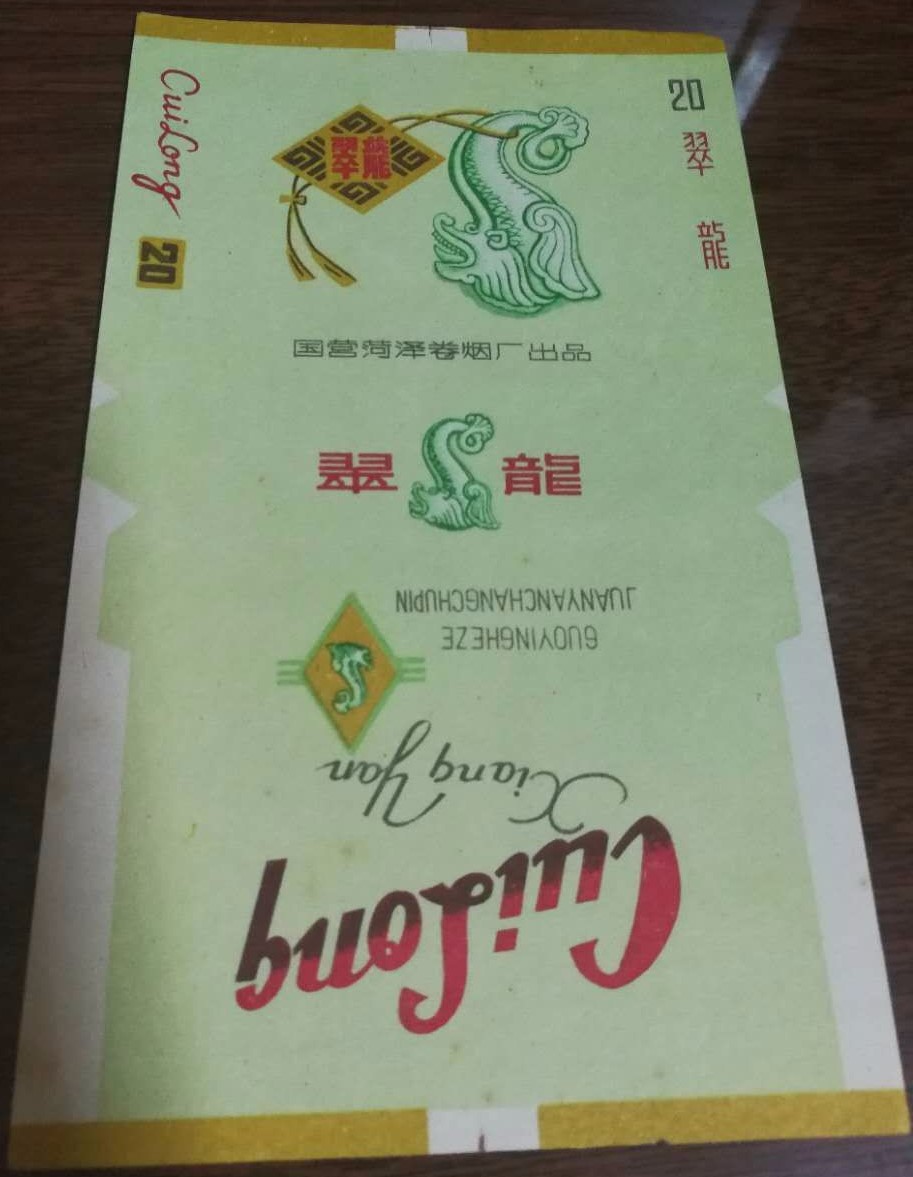 CuiLong
20
翠龍
国营菏泽卷烟厂出品
20
翠龍
翠龍
CuiLong
Xiang Yan
GUOYINGHEZE
JUANYANCHANGCHUPIN